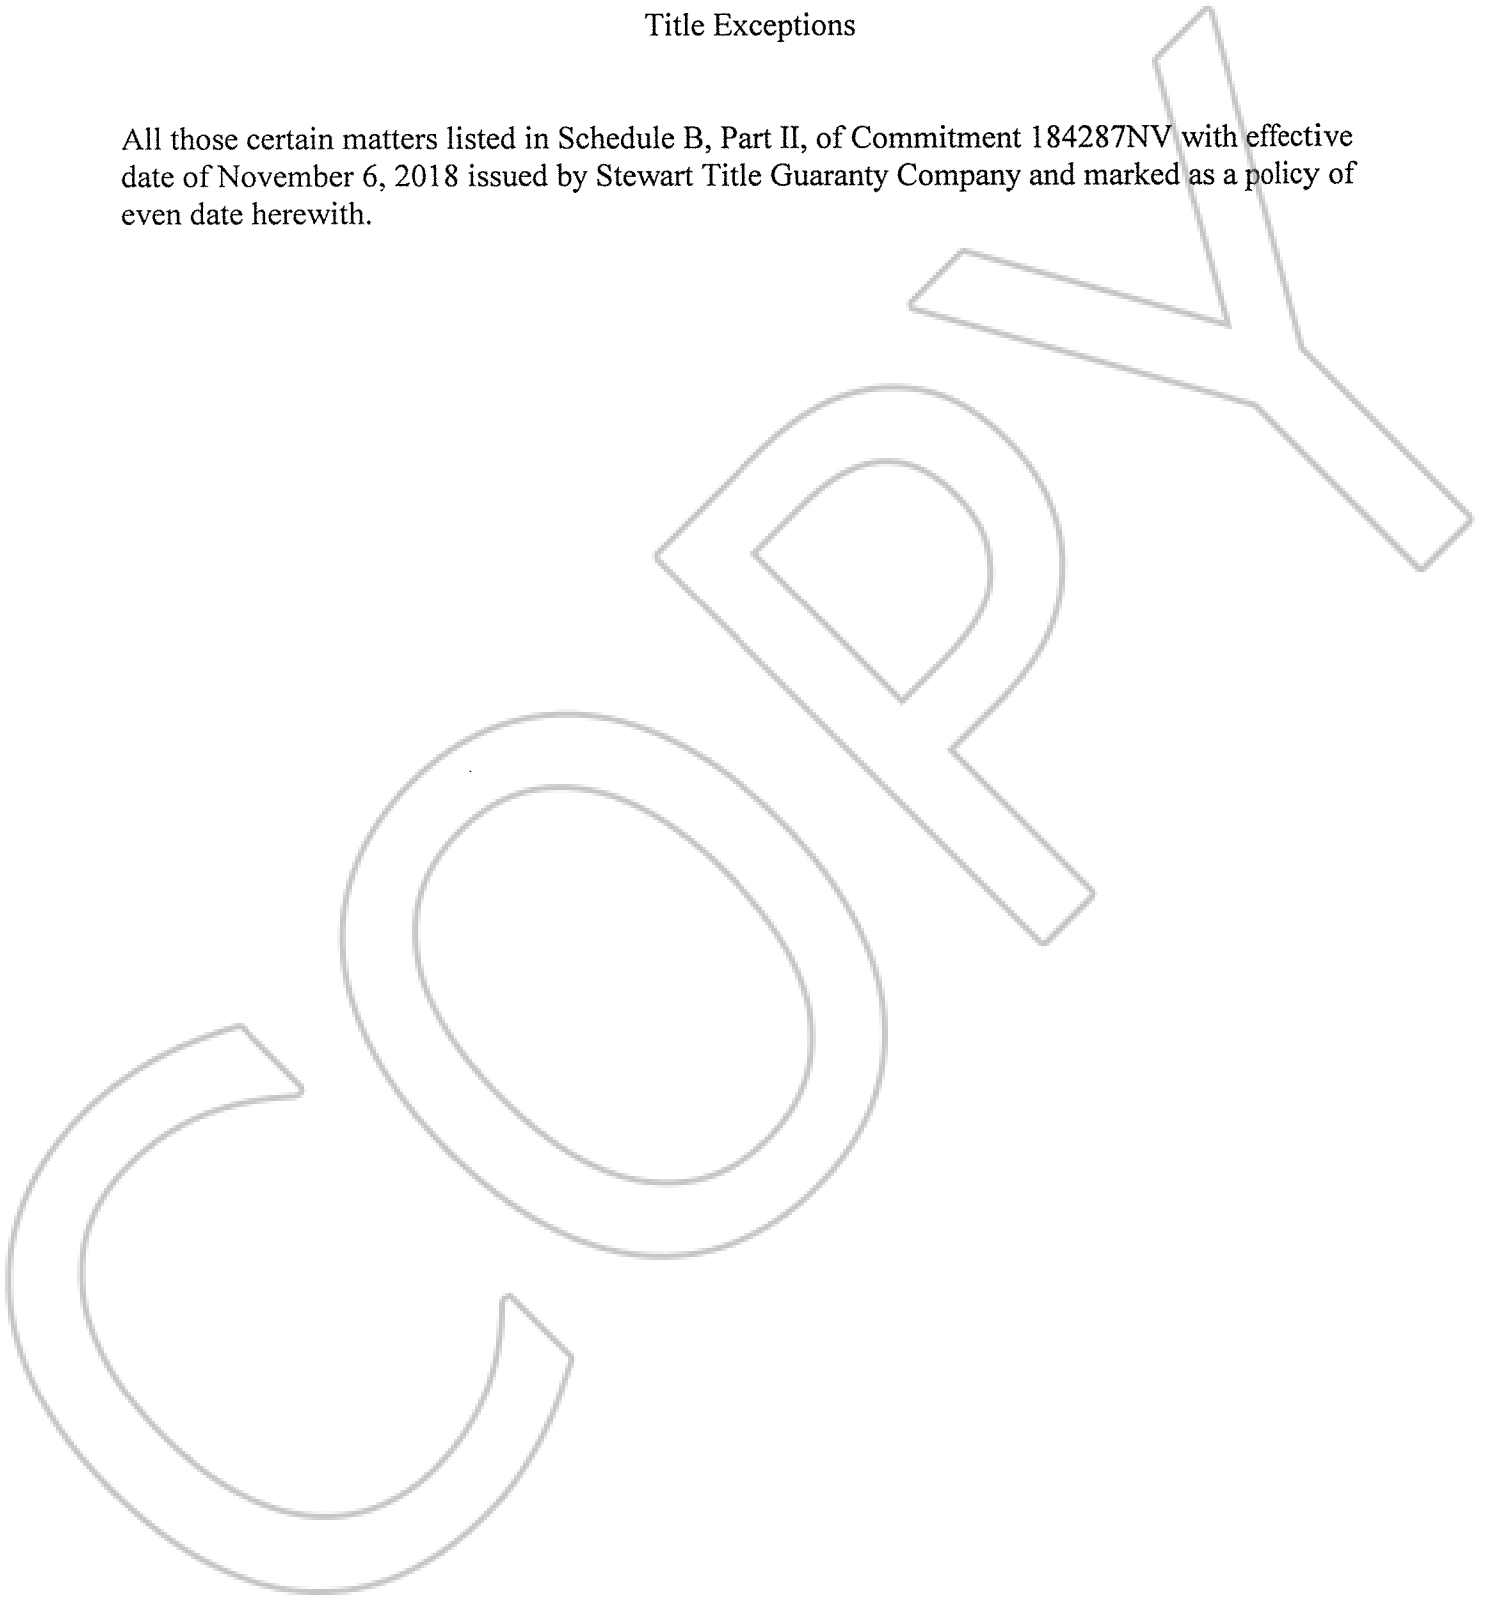 Title Exceptions
All those certain matters listed in Schedule B, Part II, of Commitment 184287NV with effective
date of November 6, 2018 issued by Stewart Title Guaranty Company and marked as a policy of
even date herewith.
COPY